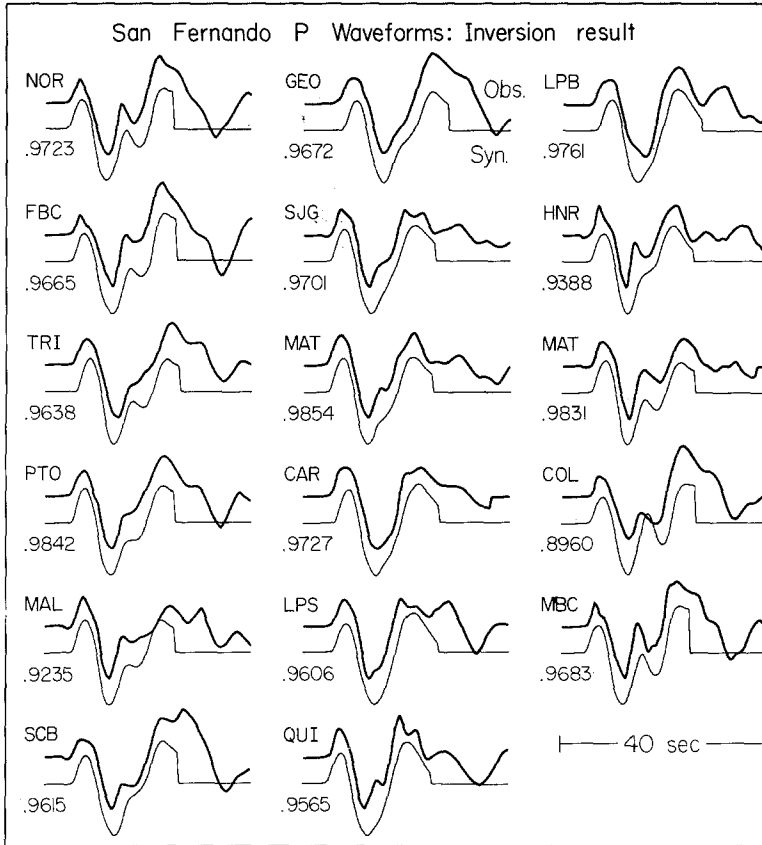 San Fernando P Waveforms: Inversion result
NOR
.9723
GEO
Obs.
Syn.
.9672
LPB
.9761
FBC
.9665
SJG
.9701
HNR
.9388
TRI
.9638
MAT
.9854
MAT
.9831
PTO
.9842
CAR
.9727
COL
.8960
MAL
.9235
LPS
.9606
MBC
.9683
SCB
.9615
QUI
.9565
40 sec